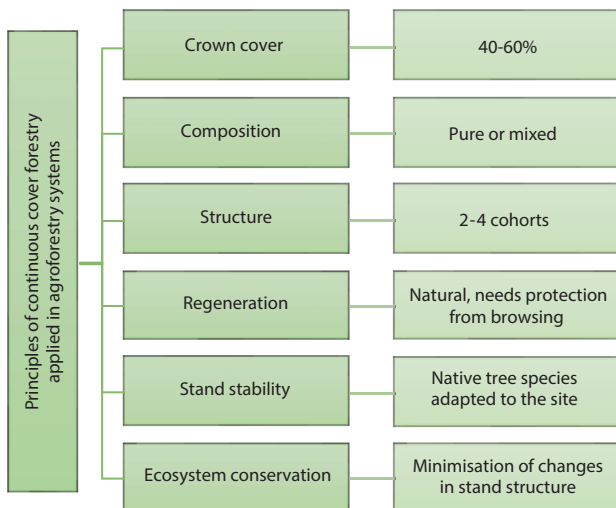 Principles of continuous cover forestry
applied in agroforestry systems
Crown cover
40-60%
Composition
Pure or mixed
Structure
2-4 cohorts
Regeneration
Natural, needs protection
from browsing
Stand stability
Native tree species
adapted to the site
Ecosystem conservation
Minimisation of changes
in stand structure